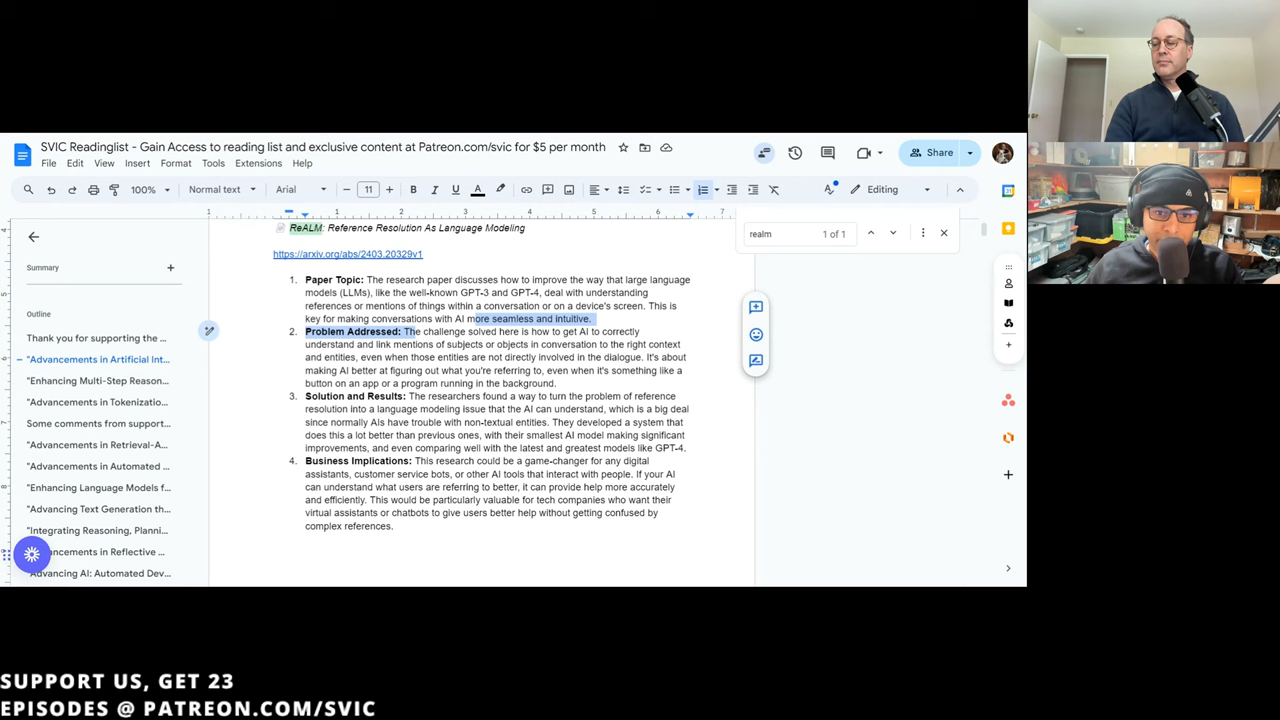 SVIC Readinglist - Gain Access to reading list and exclusive content at Patreon.com/svic for $5 per month
File Edit View Insert Format Tools Extensions Help
Share
100% Normal text Arial 11 B I U A Editing
1 1 2 3 4 5 6 7
realm 1 of 1
ReALM: Reference Resolution As Language Modeling
https://arxiv.org/abs/2403.20329v1
Summary
Outline
Thank you for supporting the ...
"Advancements in Artificial Int...
"Enhancing Multi-Step Reason...
"Advancements in Tokenizatio...
Some comments from support...
"Advancements in Retrieval-A...
"Advancements in Automated ...
"Enhancing Language Models f...
"Advancing Text Generation th...
"Integrating Reasoning, Planni...
ancements in Reflective ...
Advancing AI: Automated Dev...
1. Paper Topic: The research paper discusses how to improve the way that large language
models (LLMs), like the well-known GPT-3 and GPT-4, deal with understanding
references or mentions of things within a conversation or on a device's screen. This is
key for making conversations with AI more seamless and intuitive.
2. Problem Addressed: The challenge solved here is how to get AI to correctly
understand and link mentions of subjects or objects in conversation to the right context
and entities, even when those entities are not directly involved in the dialogue. It's about
making AI better at figuring out what you're referring to, even when it's something like a
button on an app or a program running in the background.
3. Solution and Results: The researchers found a way to turn the problem of reference
resolution into a language modeling issue that the AI can understand, which is a big deal
since normally AIs have trouble with non-textual entities. They developed a system that
does this a lot better than previous ones, with their smallest AI model making significant
improvements, and even comparing well with the latest and greatest models like GPT-4.
4. Business Implications: This research could be a game-changer for any digital
assistants, customer service bots, or other AI tools that interact with people. If your AI
can understand what users are referring to better, it can provide help more accurately
and efficiently. This would be particularly valuable for tech companies who want their
virtual assistants or chatbots to give users better help without getting confused by
complex references.
SUPPORT US, GET 23
EPISODES @ PATREON.COM/SVIC